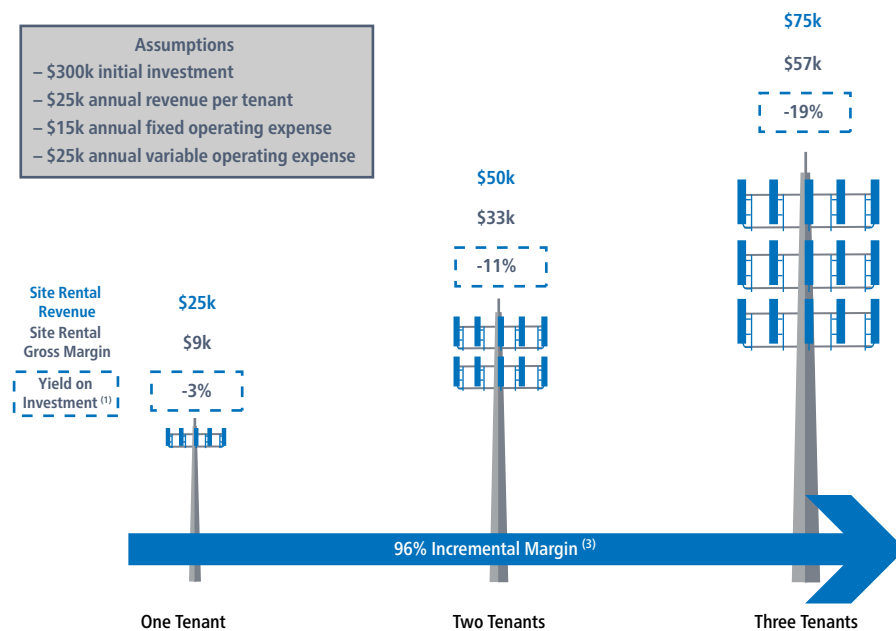 Assumptions
– $300k initial investment
– $25k annual revenue per tenant
– $15k annual fixed operating expense
– $25k annual variable operating expense
$75k
$57k
-19%
$50k
$33k
-11%
Site Rental
Revenue
$25k
Site Rental
Gross Margin
$9k
Yield on
Investment (1)
-3%
96% Incremental Margin (3)
One Tenant
Two Tenants
Three Tenants